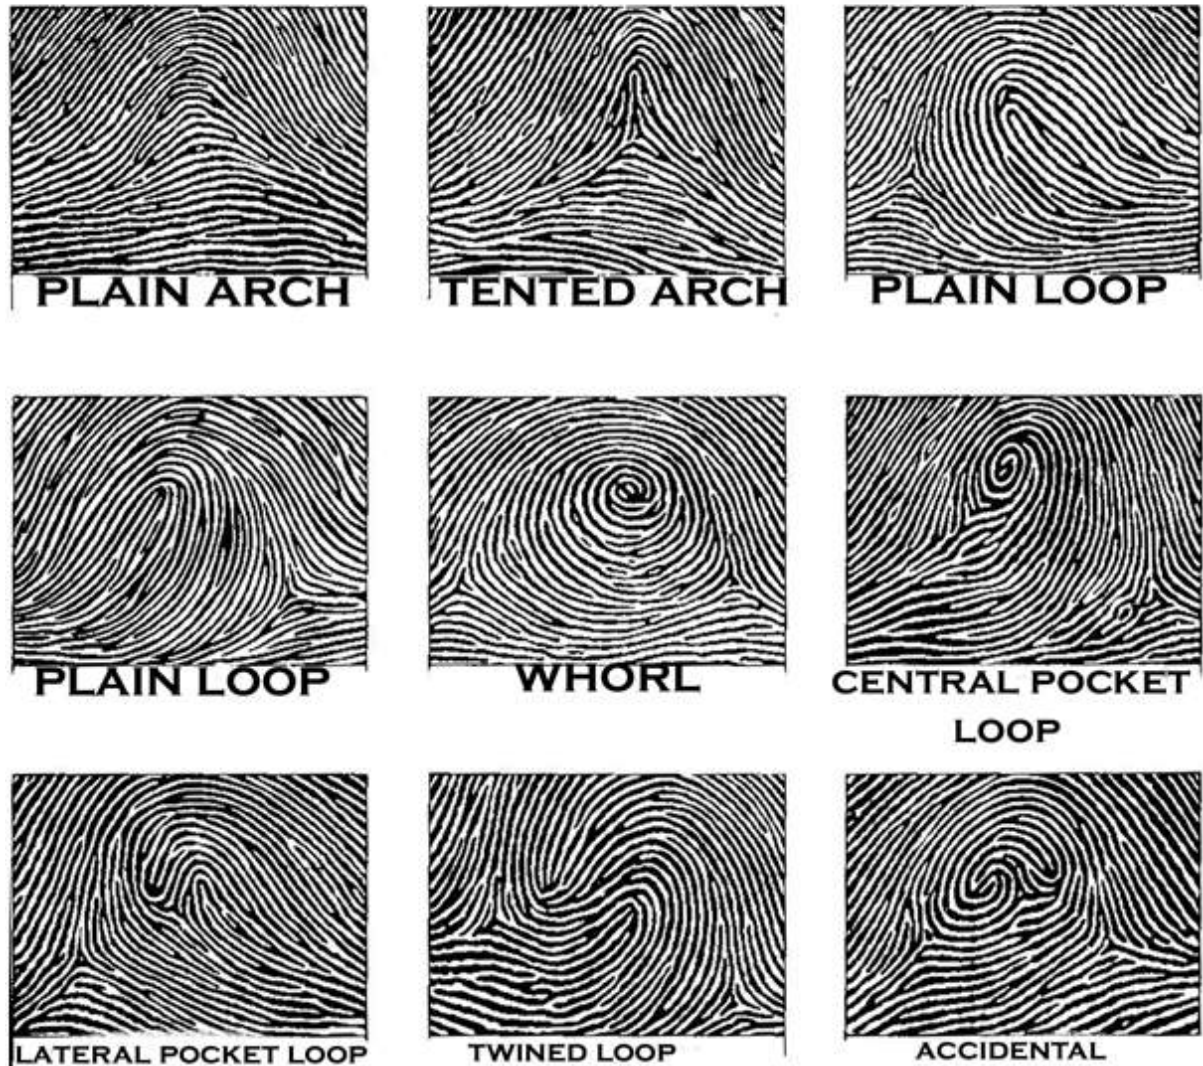 PLAIN ARCH
TENTED ARCH
PLAIN LOOP
PLAIN LOOP
WHORL
CENTRAL POCKET
LOOP
LATERAL POCKET LOOP
TWINED LOOP
ACCIDENTAL